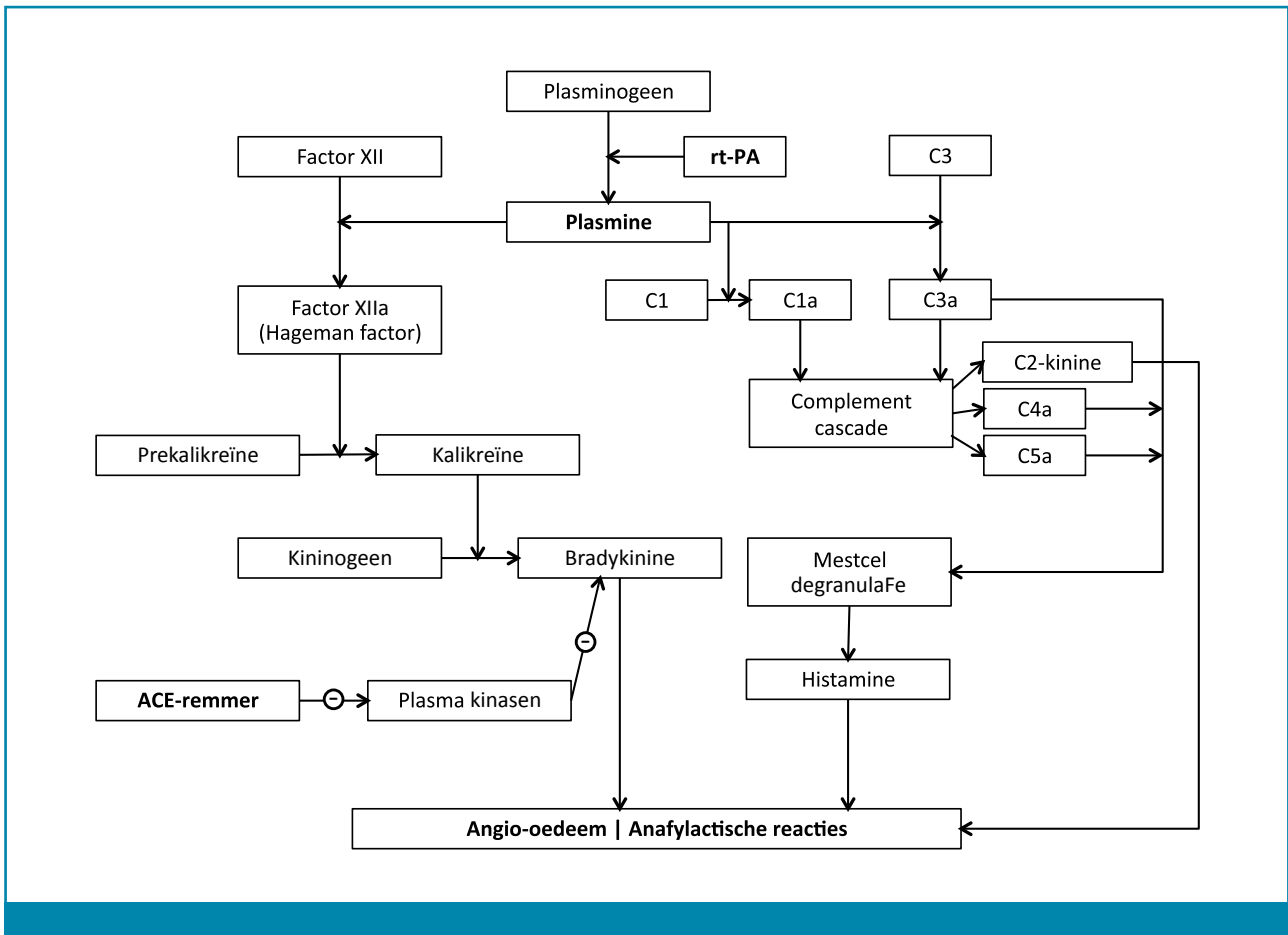 Plasminogeen
Factor XII
rt-PA
C3
Plasmine
Factor XIIa
(Hageman factor)
C1
C1a
C3a
C2-kinine
Complement
cascade
C4a
C5a
Prekalikreïne
Kalikreïne
Kininogeen
Bradykinine
Mestcel
degranulaFe
Histamine
ACE-remmer
−
Plasma kinasen
−
Angio-oedeem | Anafylactische reacties